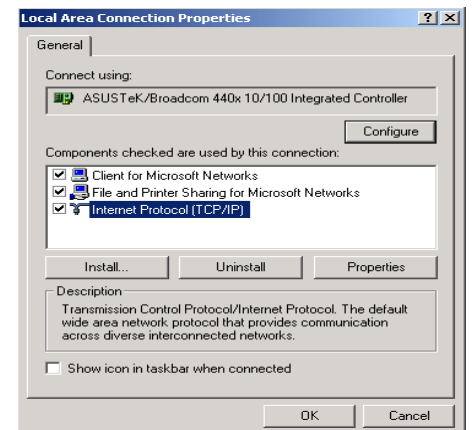 Local Area Connection Properties
General
Connect using:
ASUSTeK/Broadcom 440x 10/100 Integrated Controller
Configure
Components checked are used by this connection:
Client for Microsoft Networks
File and Printer Sharing for Microsoft Networks
Internet Protocol (TCP/IP)
Install... Uninstall Properties
Description
Transmission Control Protocol/Internet Protocol. The default
wide area network protocol that provides communication
across diverse interconnected networks.
Show icon in taskbar when connected
OK Cancel